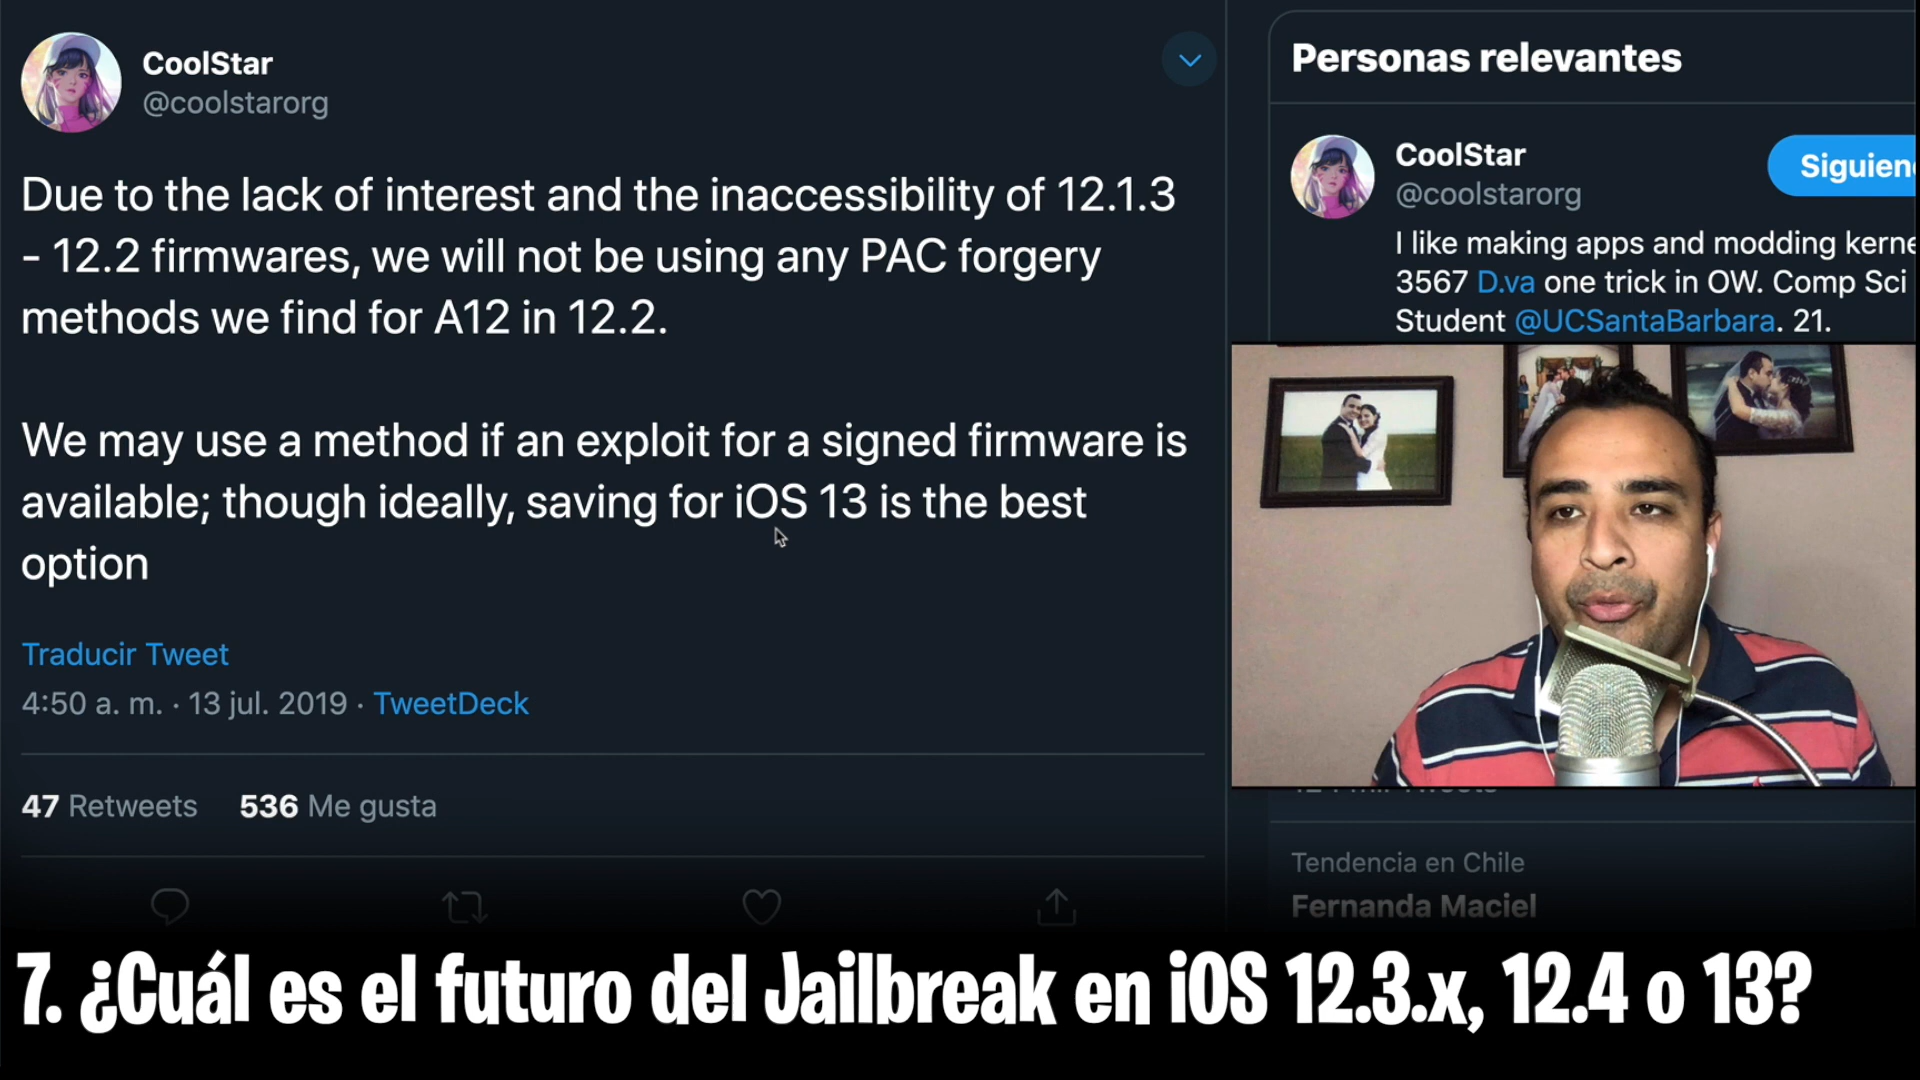 CoolStar
@coolstarorg
Due to the lack of interest and the inaccessibility of 12.1.3
- 12.2 firmwares, we will not be using any PAC forgery
methods we find for A12 in 12.2.
We may use a method if an exploit for a signed firmware is
available; though ideally, saving for iOS 13 is the best
option
Traducir Tweet
4:50 a. m. · 13 jul. 2019 · TweetDeck
47 Retweets 536 Me gusta
Personas relevantes
CoolStar
@coolstarorg
Siguien
I like making apps and modding kerne
3567 D.va one trick in OW. Comp Sci
Student @UCSantaBarbara. 21.
Tendencia en Chile
Fernanda Maciel
7. ¿Cuál es el futuro del Jailbreak en iOS 12.3.x, 12.4 o 13?